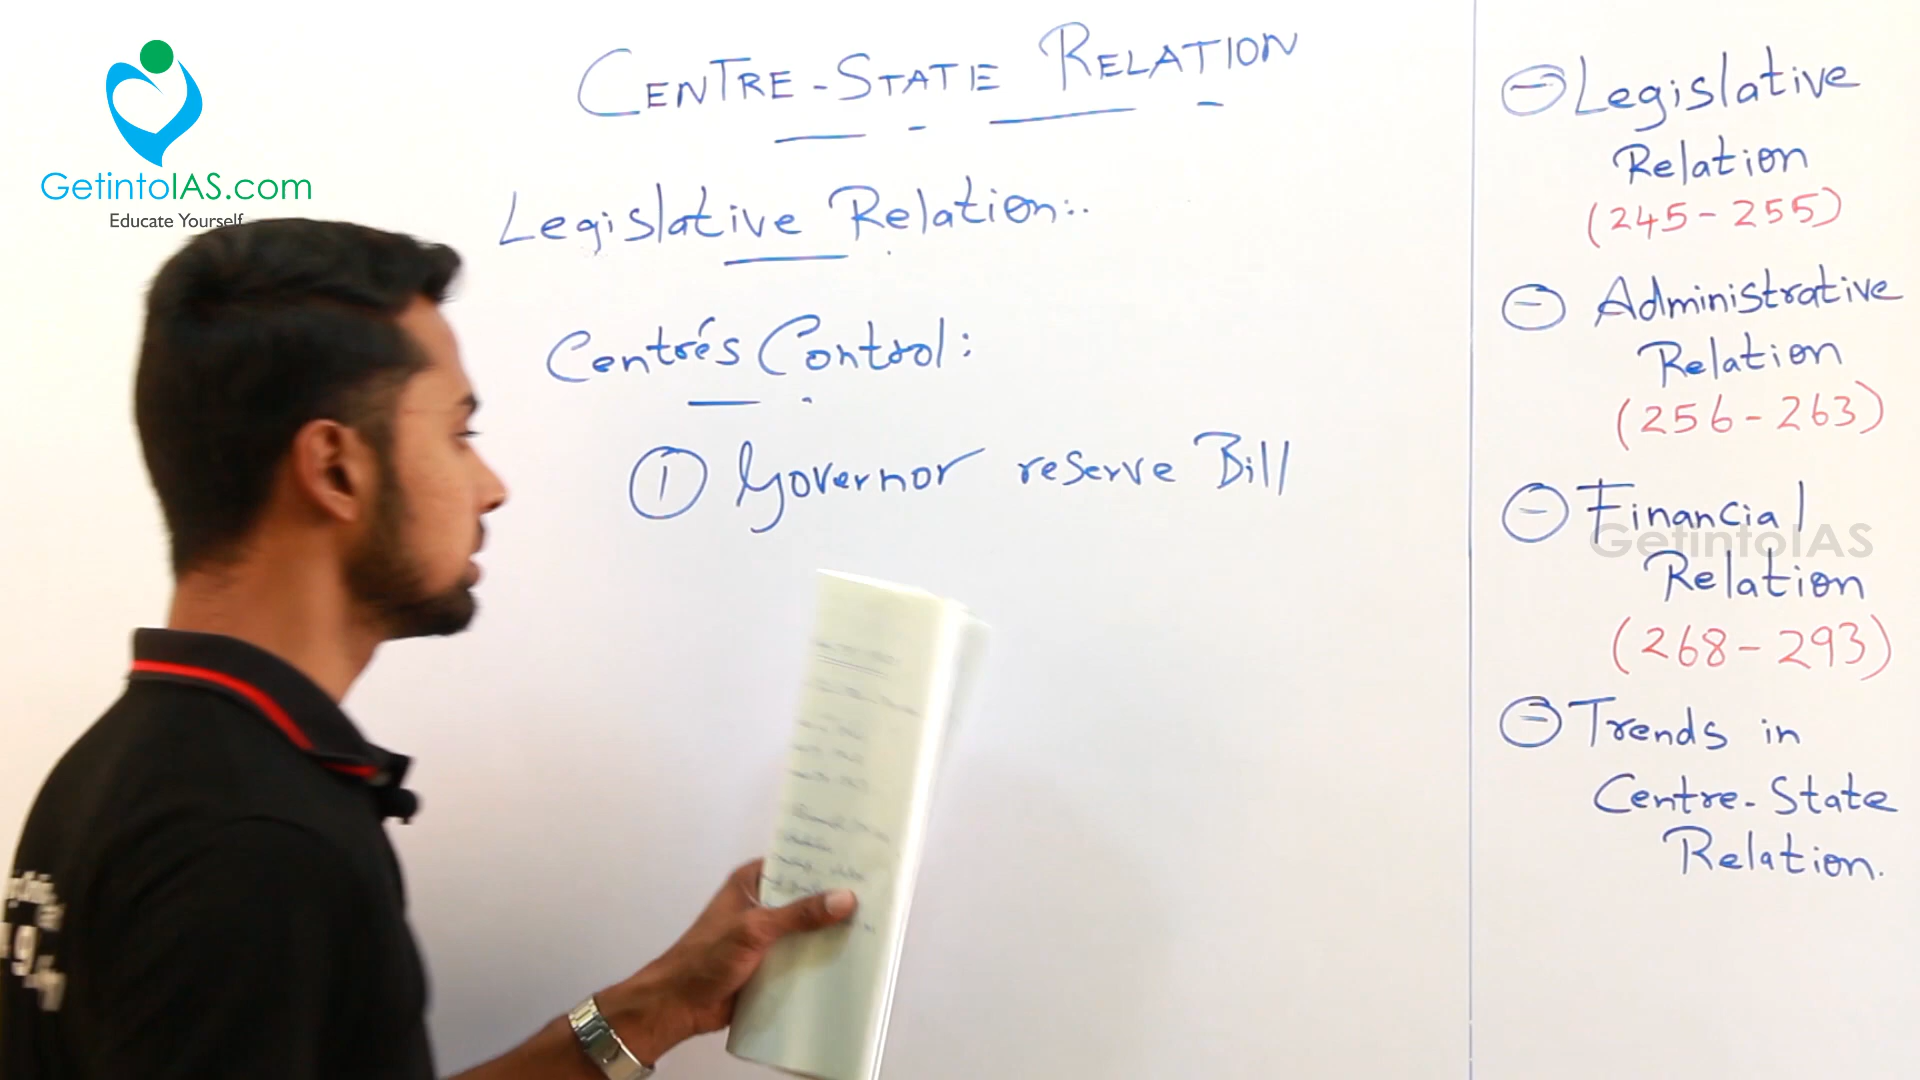 GetintoIAS.com
Educate Yourself
CENTRE-STATE RELATION
Legislative Relation:.
Centre's Control:
① Governor reserve Bill
Legislative
Relation
(245-255)
Administrative
Relation
(256-263)
Financial
GetintoIAS
Relation
(268-293)
Trends in
Centre-State
Relation.